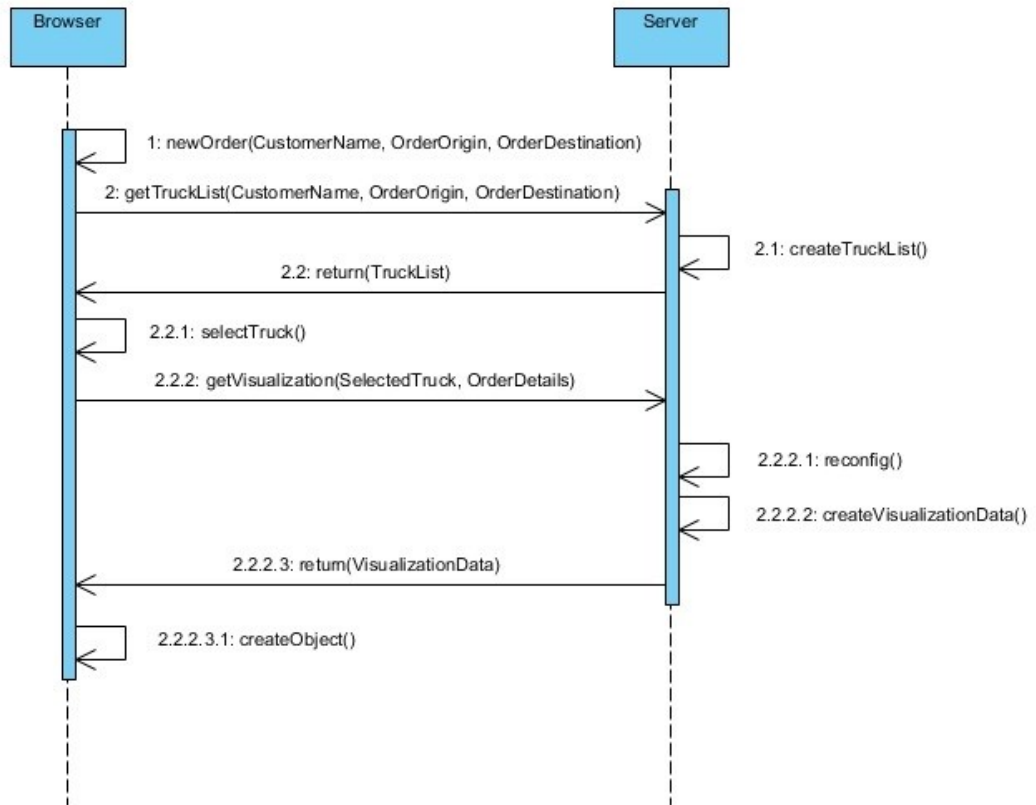 Browser
Server
1: newOrder(CustomerName, OrderOrigin, OrderDestination)
2: getTruckList(CustomerName, OrderOrigin, OrderDestination)
2.1: createTruckList()
2.2: return(TruckList)
2.2.1: selectTruck()
2.2.2: getVisualization(SelectedTruck, OrderDetails)
2.2.2.1: reconfig()
2.2.2.2: createVisualizationData()
2.2.2.3: return(VisualizationData)
2.2.2.3.1: createObject()